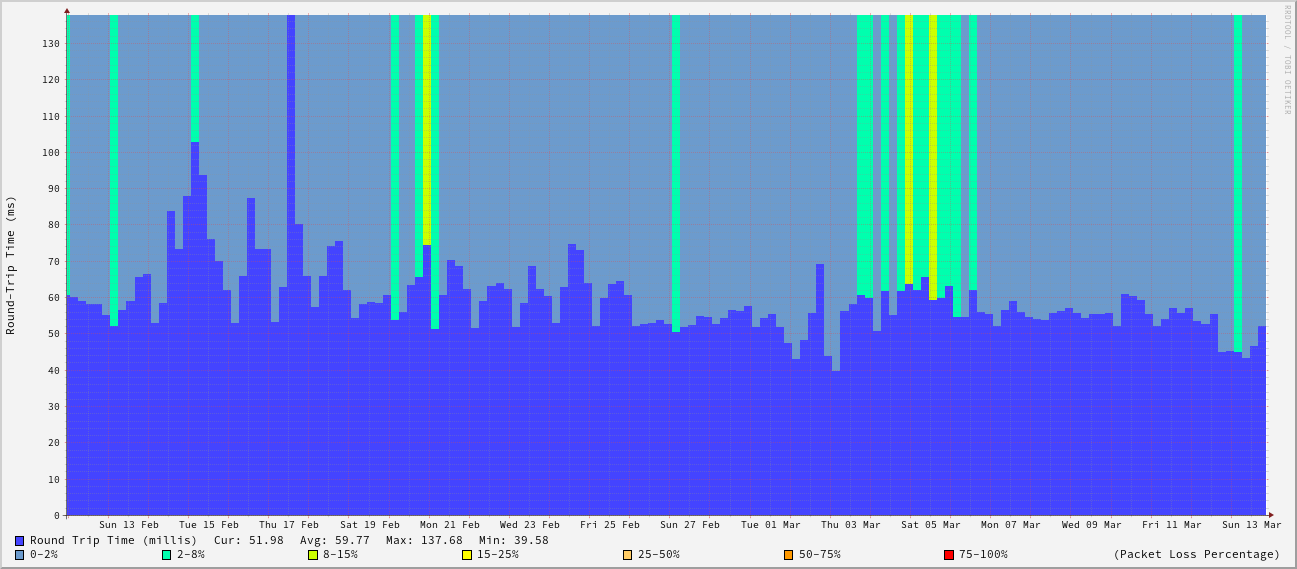 RRDTOOL / TOBI OETIKER
Round-Trip Time (ms)
130
120
110
100
90
80
70
60
50
40
30
20
10
0
Sun 13 Feb Tue 15 Feb Thu 17 Feb Sat 19 Feb Mon 21 Feb Wed 23 Feb Fri 25 Feb Sun 27 Feb Tue 01 Mar Thu 03 Mar Sat 05 Mar Mon 07 Mar Wed 09 Mar Fri 11 Mar Sun 13 Mar
Round Trip Time (millis) Cur: 51.98 Avg: 59.77 Max: 137.68 Min: 39.58
0-2% 2-8% 8-15% 15-25% 25-50% 50-75% 75-100% (Packet Loss Percentage)